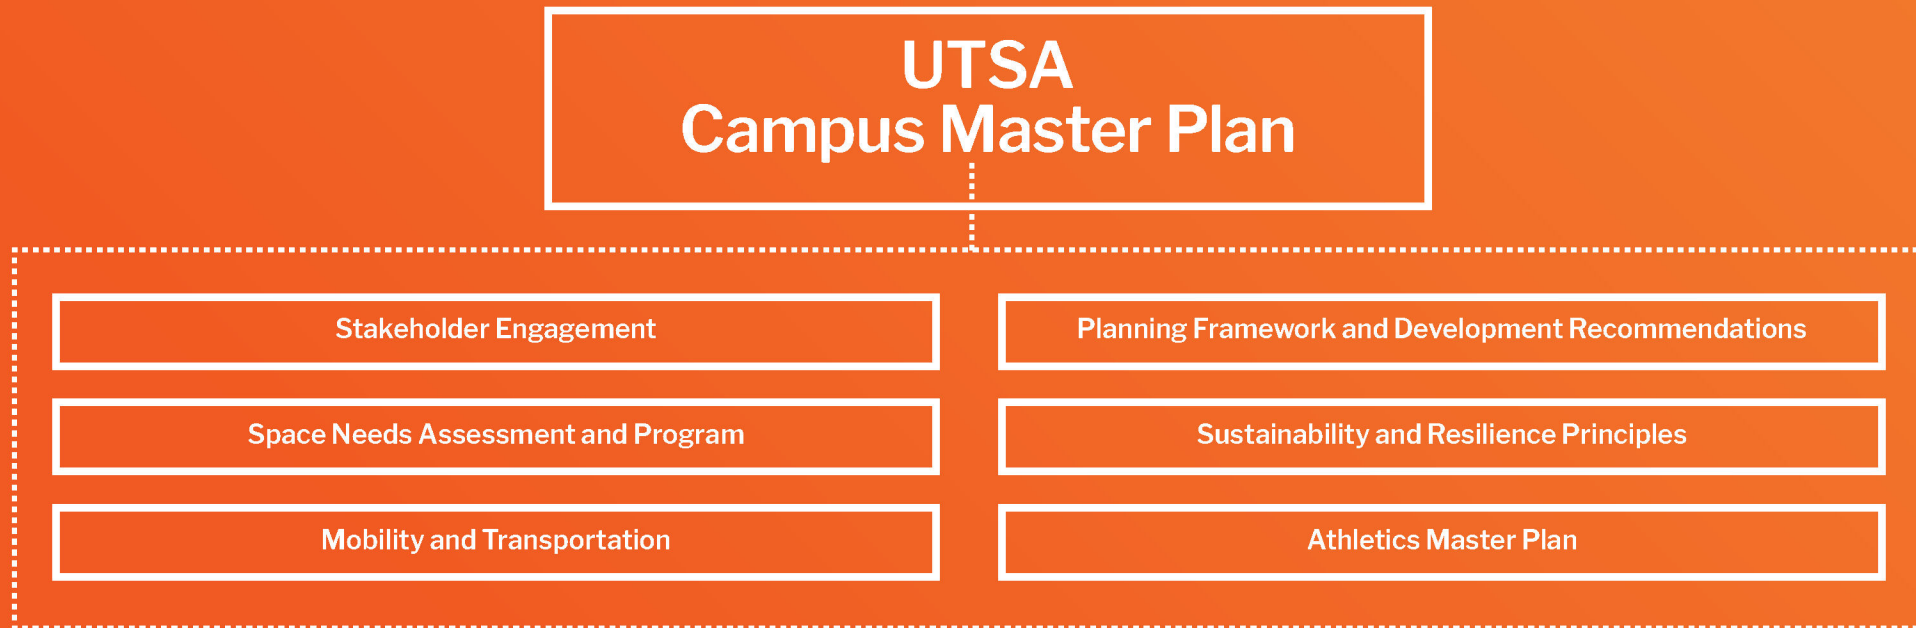 UTSA
Campus Master Plan
Stakeholder Engagement
Planning Framework and Development Recommendations
Space Needs Assessment and Program
Sustainability and Resilience Principles
Mobility and Transportation
Athletics Master Plan